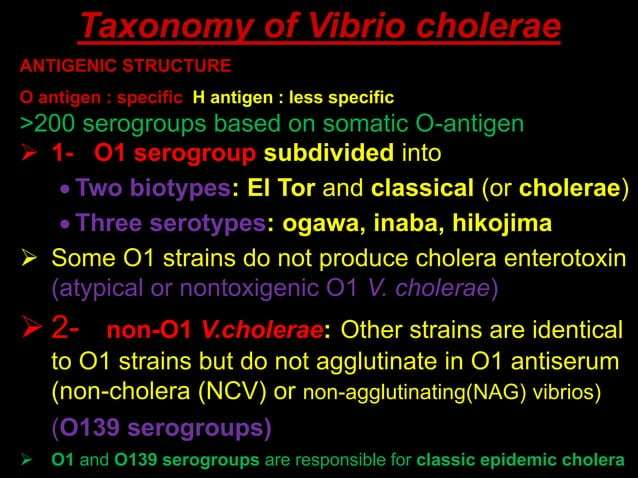 Taxonomy of Vibrio cholerae
ANTIGENIC STRUCTURE
O antigen : specific H antigen : less specific
>200 serogroups based on somatic O-antigen
➢ 1- O1 serogroup subdivided into
• Two biotypes: El Tor and classical (or cholerae)
• Three serotypes: ogawa, inaba, hikojima
➢ Some O1 strains do not produce cholera enterotoxin
(atypical or nontoxigenic O1 V. cholerae)
➢ 2- non-O1 V.cholerae: Other strains are identical
to O1 strains but do not agglutinate in O1 antiserum
(non-cholera (NCV) or non-agglutinating(NAG) vibrios)
(O139 serogroups)
➢ O1 and O139 serogroups are responsible for classic epidemic cholera